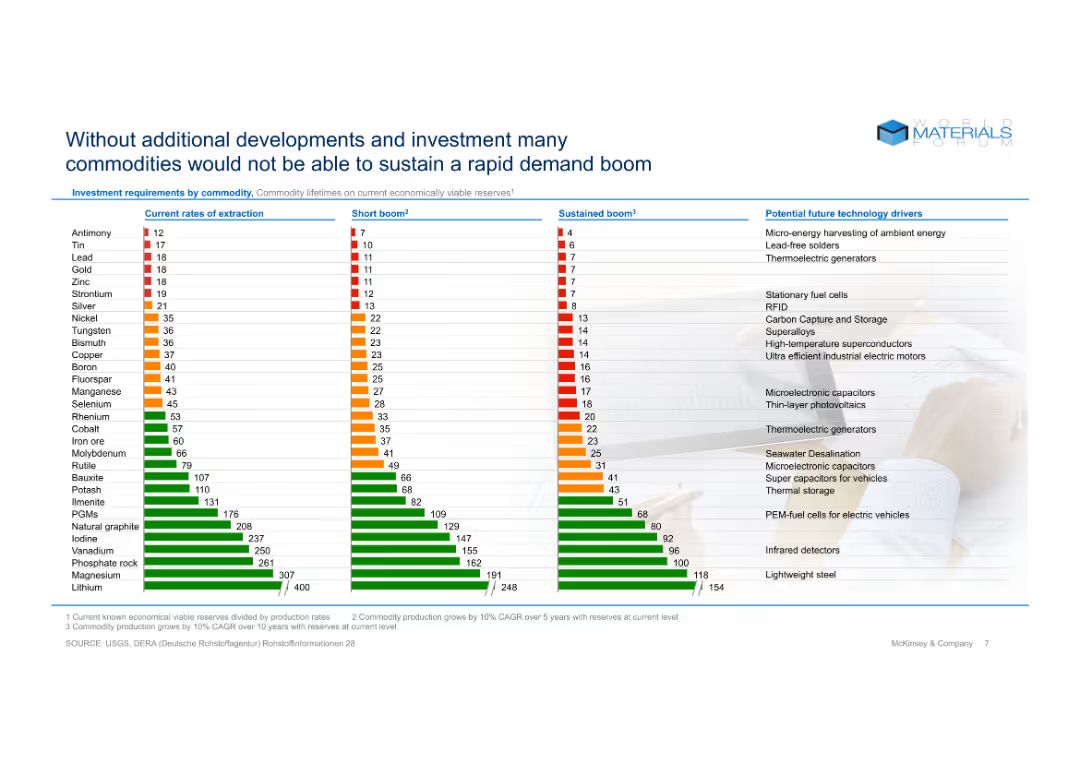 Without additional developments and investment many
commodities would not be able to sustain a rapid demand boom
WORLD
MATERIALS
FORUM
Investment requirements by commodity, Commodity lifetimes on current economically viable reserves1
Current rates of extraction Short boom2 Sustained boom3 Potential future technology drivers
Antimony 12 7 4 Micro-energy harvesting of ambient energy
Tin 17 10 6 Lead-free solders
Lead 18 11 7 Thermoelectric generators
Gold 18 11 7
Zinc 18 11 7
Strontium 19 12 7 Stationary fuel cells
Silver 21 13 8 RFID
Nickel 35 22 13 Carbon Capture and Storage
Tungsten 36 22 14 Superalloys
Bismuth 36 23 14 High-temperature superconductors
Copper 37 23 14 Ultra efficient industrial electric motors
Boron 40 25 16
Fluorspar 41 25 16
Manganese 43 27 17 Microelectronic capacitors
Selenium 45 28 18 Thin-layer photovoltaics
Rhenium 53 33 20
Cobalt 57 35 22 Thermoelectric generators
Iron ore 60 37 23
Molybdenum 66 41 25 Seawater Desalination
Rutile 79 49 31 Microelectronic capacitors
Bauxite 107 66 41 Super capacitors for vehicles
Potash 110 68 43 Thermal storage
Ilmenite 131 82 51
PGMs 176 109 68 PEM-fuel cells for electric vehicles
Natural graphite 208 129 80
Iodine 237 147 92
Vanadium 250 155 96 Infrared detectors
Phosphate rock 261 162 100
Magnesium 307 191 118 Lightweight steel
Lithium 400 248 154
1 Current known economical viable reserves divided by production rates 2 Commodity production grows by 10% CAGR over 5 years with reserves at current level
3 Commodity production grows by 10% CAGR over 10 years with reserves at current level
SOURCE: USGS, DERA (Deutsche Rohstoffagentur) Rohstoffinformationen 28
McKinsey & Company 7